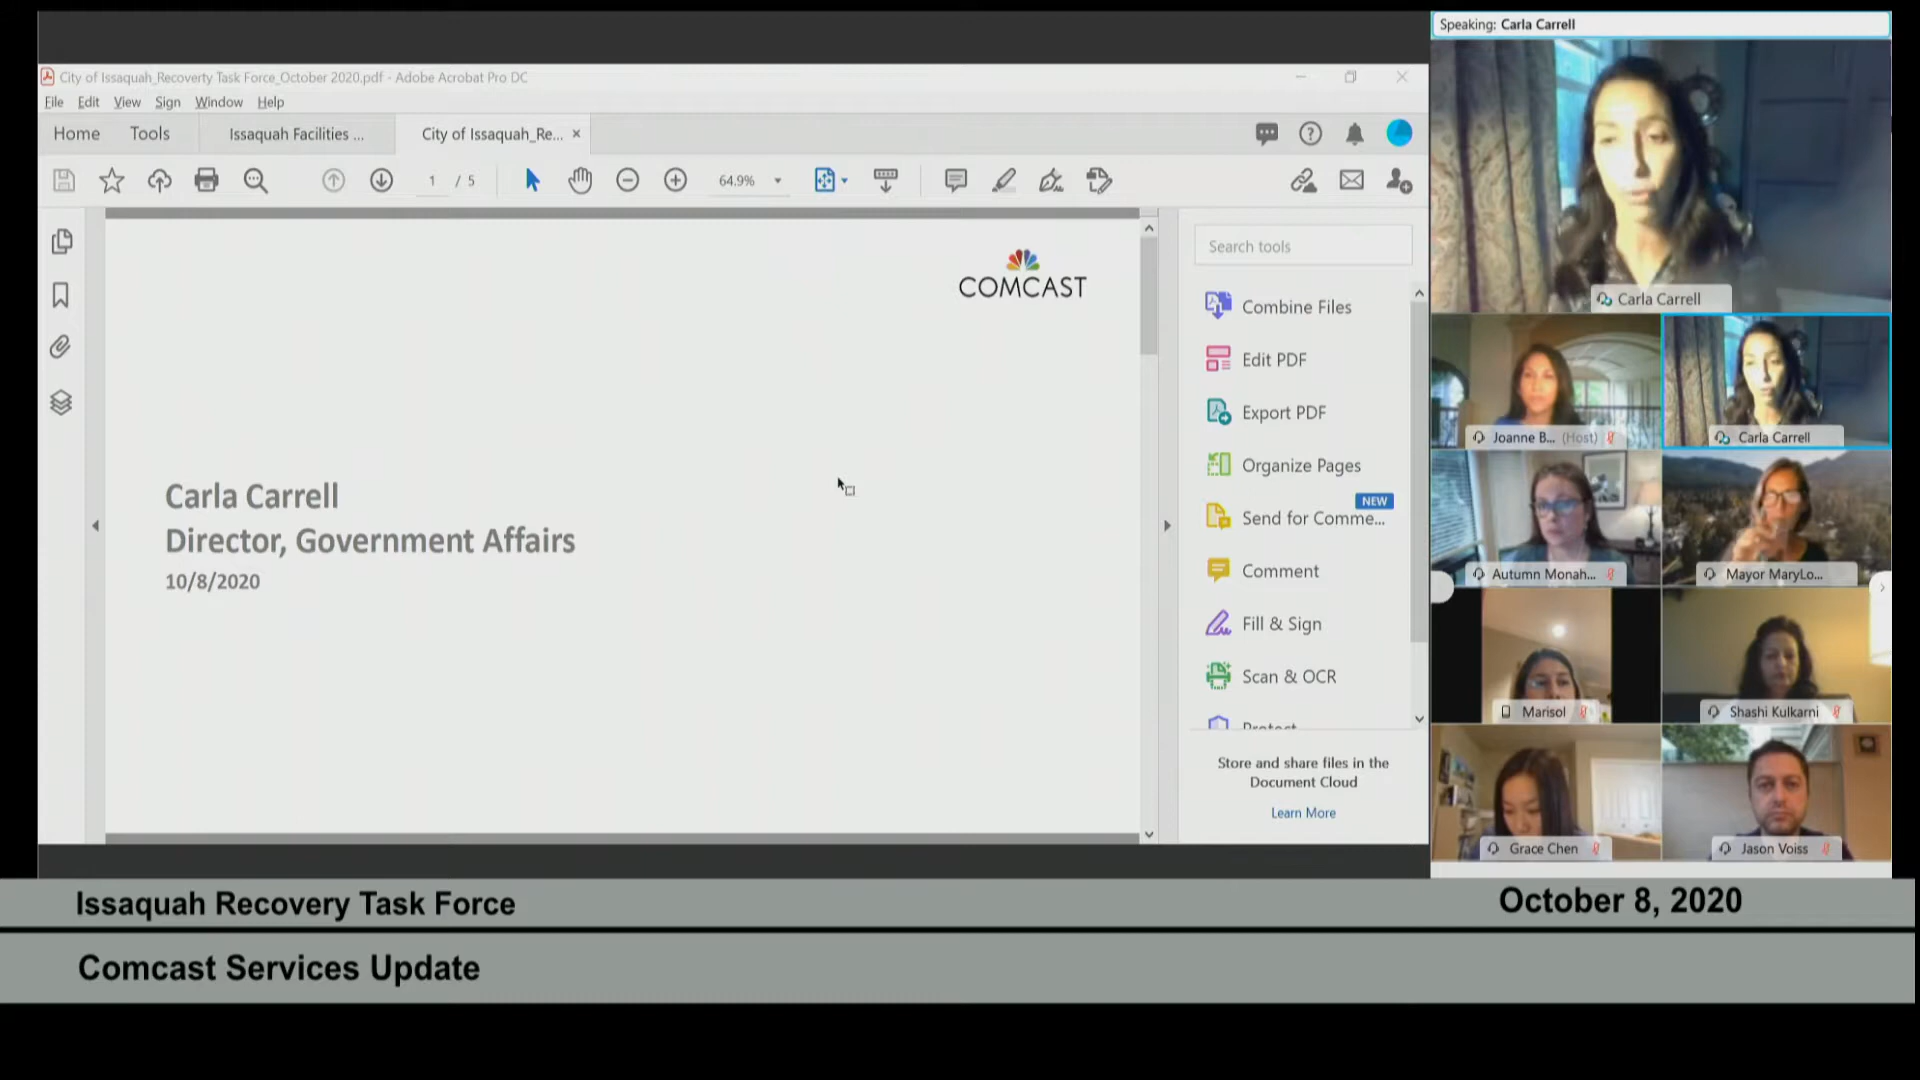 Speaking: Carla Carrell
City of Issaquah_Recoverty Task Force_October 2020.pdf - Adobe Acrobat Pro DC
File Edit View Sign Window Help
Home Tools Issaquah Facilities ... City of Issaquah_Re... ×
1 / 5 64.9%
COMCAST
Carla Carrell
Director, Government Affairs
10/8/2020
Search tools
Combine Files
Edit PDF
Export PDF
Organize Pages
NEW
Send for Comme...
Comment
Fill & Sign
Scan & OCR
Protect
Store and share files in the
Document Cloud
Learn More
Carla Carrell
Joanne B... (Host)
Carla Carrell
Autumn Monah...
Mayor MaryLo...
Marisol
Shashi Kulkarni
Grace Chen
Jason Voiss
Issaquah Recovery Task Force
October 8, 2020
Comcast Services Update